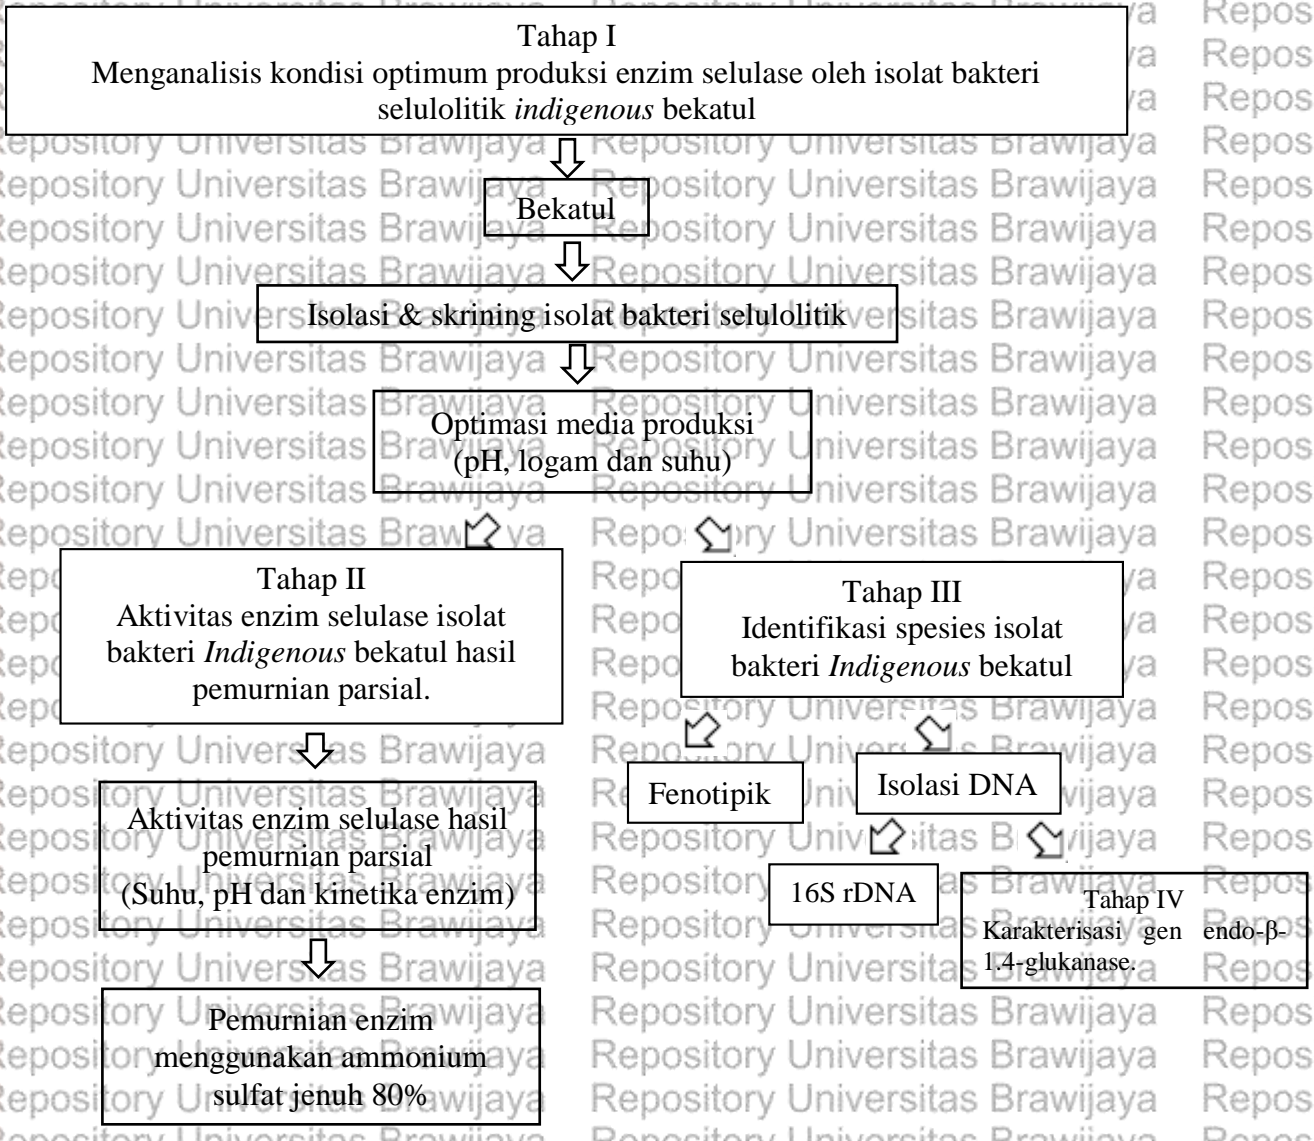 Tahap I
Menganalisis kondisi optimum produksi enzim selulase oleh isolat bakteri
selulolitik indigenous bekatul
Bekatul
Isolasi & skrining isolat bakteri selulolitik
Optimasi media produksi
(pH, logam dan suhu)
Tahap II
Aktivitas enzim selulase isolat
bakteri Indigenous bekatul hasil
pemurnian parsial.
Tahap III
Identifikasi spesies isolat
bakteri Indigenous bekatul
Aktivitas enzim selulase hasil
pemurnian parsial
(Suhu, pH dan kinetika enzim)
Fenotipik
Isolasi DNA
16S rDNA
Tahap IV
Karakterisasi gen endo-β-
1.4-glukanase.
Pemurnian enzim
menggunakan ammonium
sulfat jenuh 80%
Repository Universitas Brawijaya